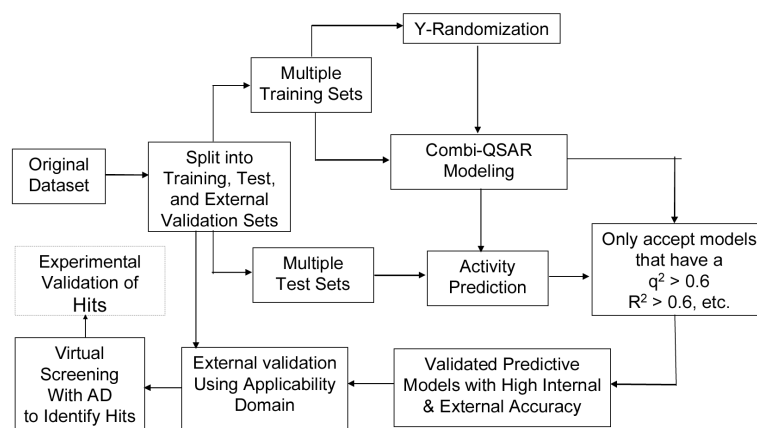 Y-Randomization
Multiple
Training Sets
Original
Dataset
Split into
Training, Test,
and External
Validation Sets
Combi-QSAR
Modeling
Only accept models
that have a
q² > 0.6
R² > 0.6, etc.
Multiple
Test Sets
Activity
Prediction
Experimental
Validation of
Hits
Virtual
Screening
With AD
to Identify Hits
External validation
Using Applicability
Domain
Validated Predictive
Models with High Internal
& External Accuracy